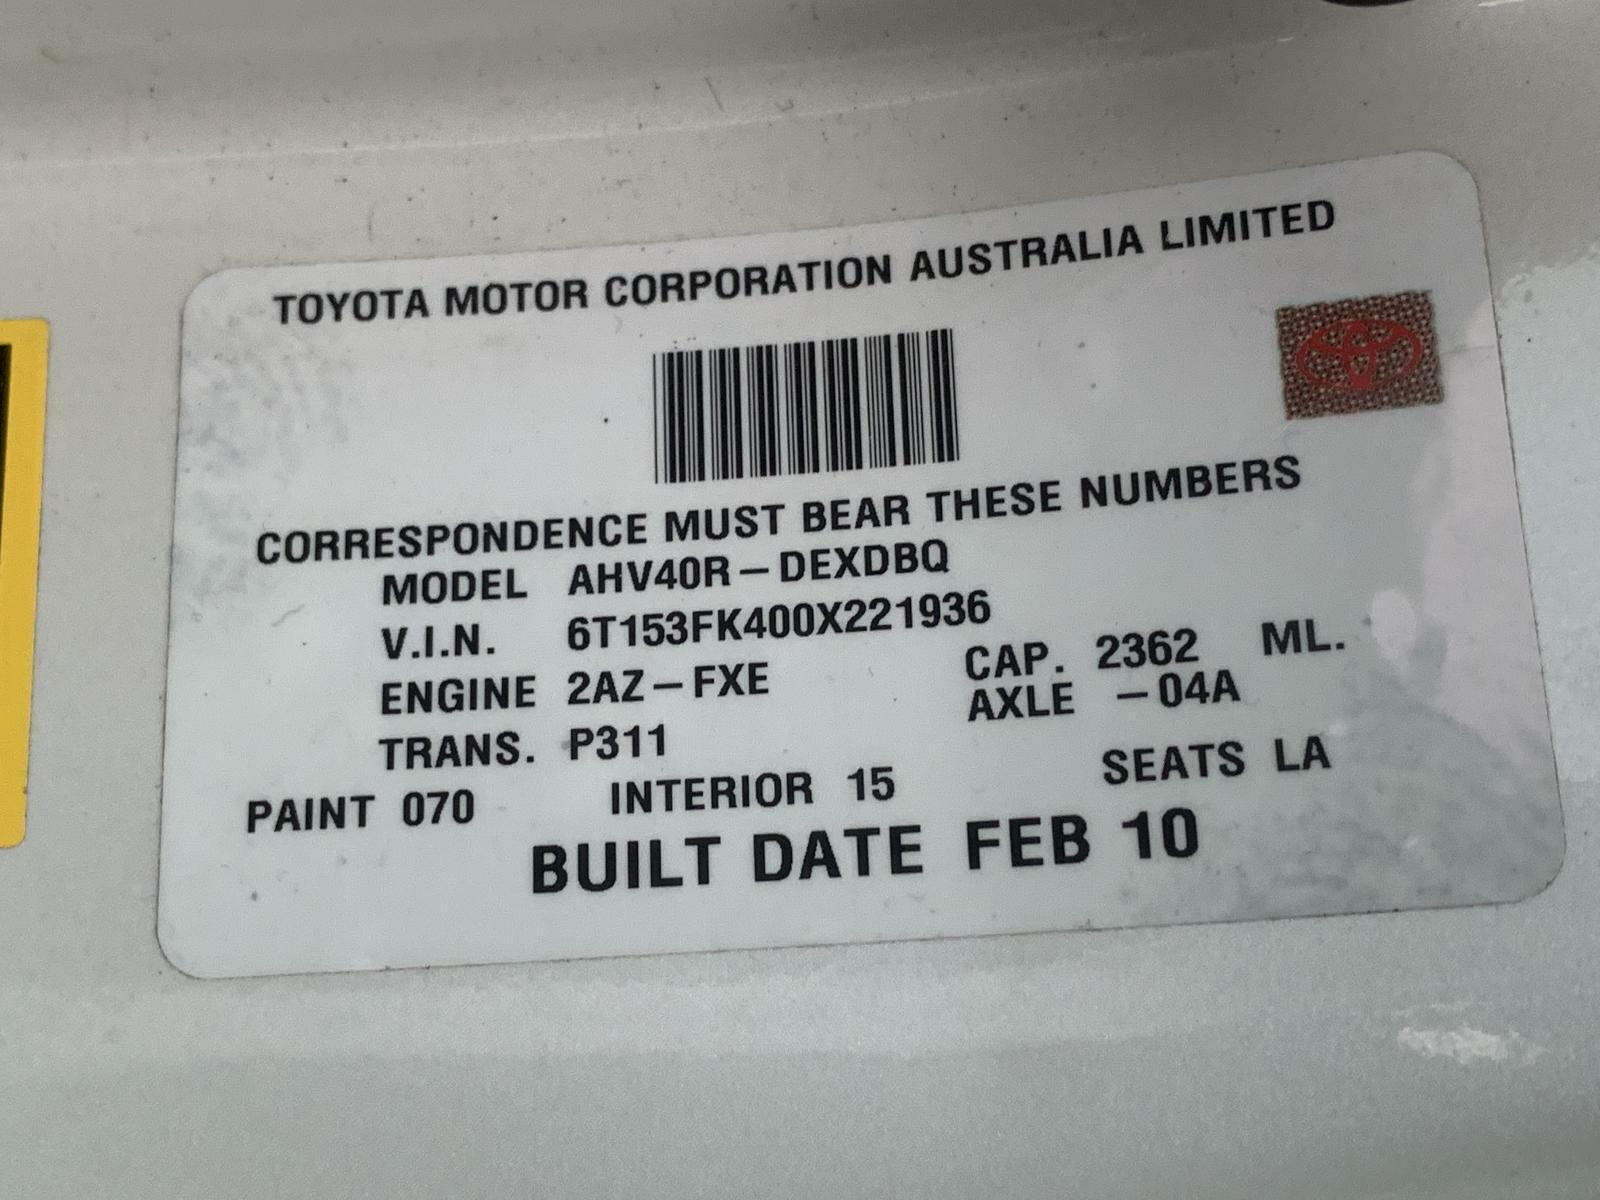 TOYOTA MOTOR CORPORATION AUSTRALIA LIMITED
CORRESPONDENCE MUST BEAR THESE NUMBERS
MODEL AHV40R – DEXDBQ
V.I.N. 6T153FK400X221936
ENGINE 2AZ – FXE CAP. 2362 ML.
TRANS. P311 AXLE – 04A
PAINT 070 INTERIOR 15 SEATS LA
BUILT DATE FEB 10